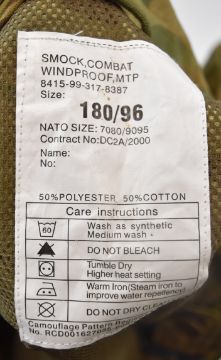 SMOCK,COMBAT
WINDPROOF,MTP
8415-99-317-8387
Size:
180/96
NATO SIZE: 7080/9095
Contract No:DC2A/2000
Name:
No:
50%POLYESTER, 50%COTTON
Care instructions
60
Wash as synthetic
Medium wash
DO NOT BLEACH
Tumble Dry
Higher heat setting
Warm Iron(Steam iron to
improve water repellency)
DO NOT DRY CLEAN
Camouflage Pattern
No. RCD001627